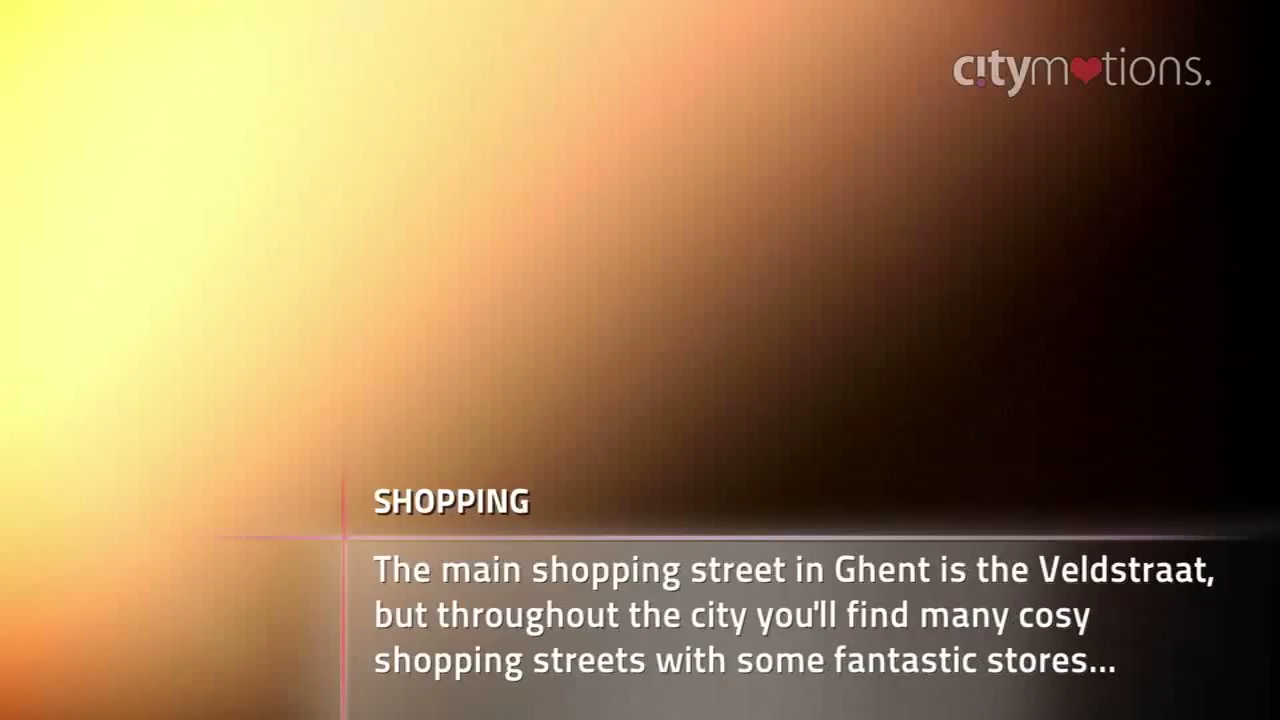 citymotions.
SHOPPING
The main shopping street in Ghent is the Veldstraat,
but throughout the city you'll find many cosy
shopping streets with some fantastic stores...